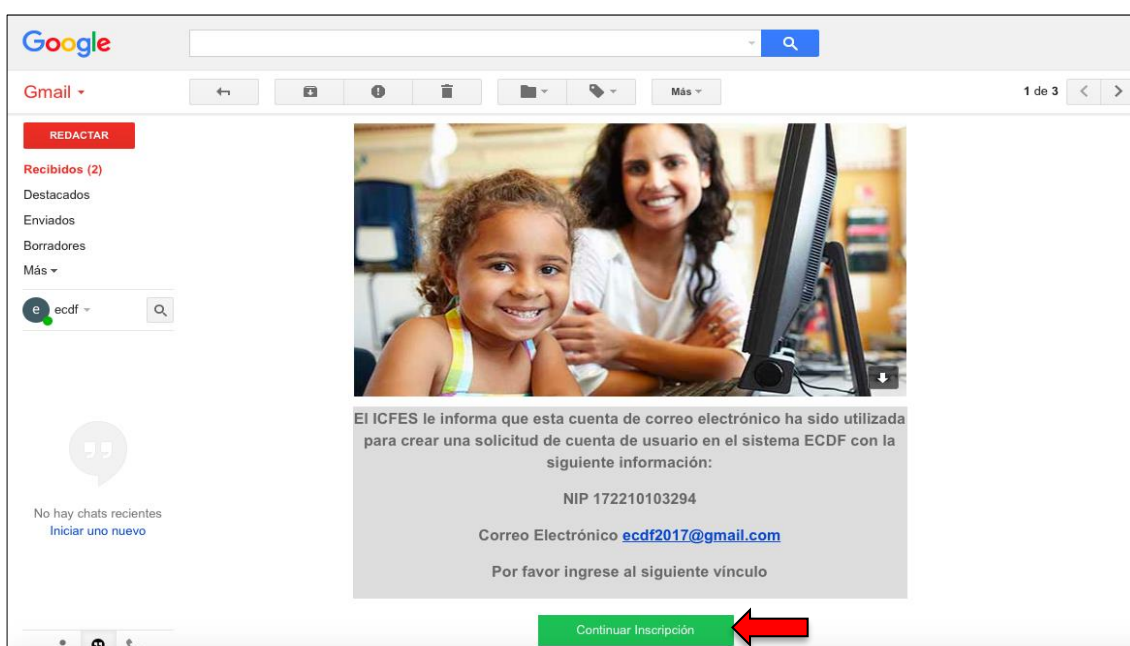 Google
Gmail
Más
1 de 3
REDACTAR
Recibidos (2)
Destacados
Enviados
Borradores
Más
e ecdf
El ICFES le informa que esta cuenta de correo electrónico ha sido utilizada
para crear una solicitud de cuenta de usuario en el sistema ECDF con la
siguiente información:
NIP 172210103294
Correo Electrónico ecdf2017@gmail.com
Por favor ingrese al siguiente vínculo
No hay chats recientes
Iniciar uno nuevo
Continuar Inscripción